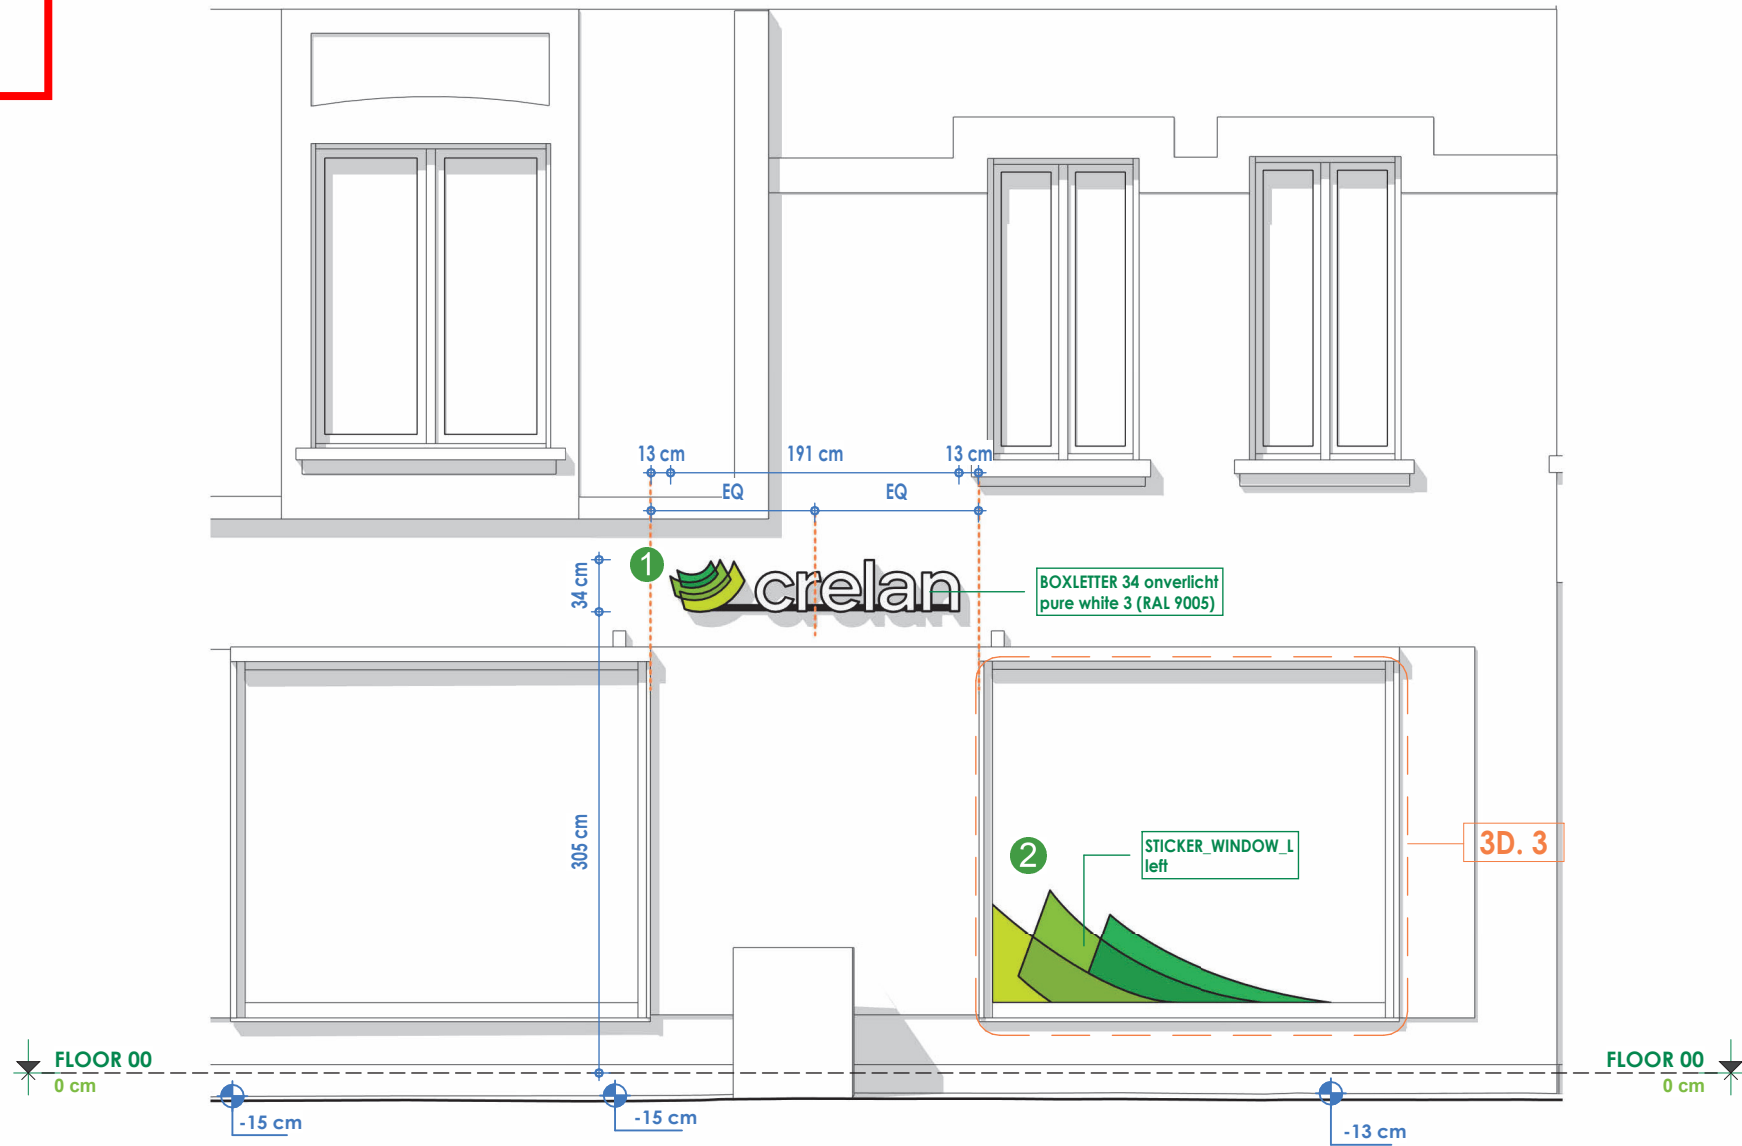 13 cm
191 cm
13 cm
EQ
EQ
1
34 cm
crelan
BOXLETTER 34 onverlicht
pure white 3 (RAL 9005)
305 cm
2
STICKER_WINDOW_L
left
3D. 3
FLOOR 00
0 cm
FLOOR 00
0 cm
-15 cm
-15 cm
-13 cm